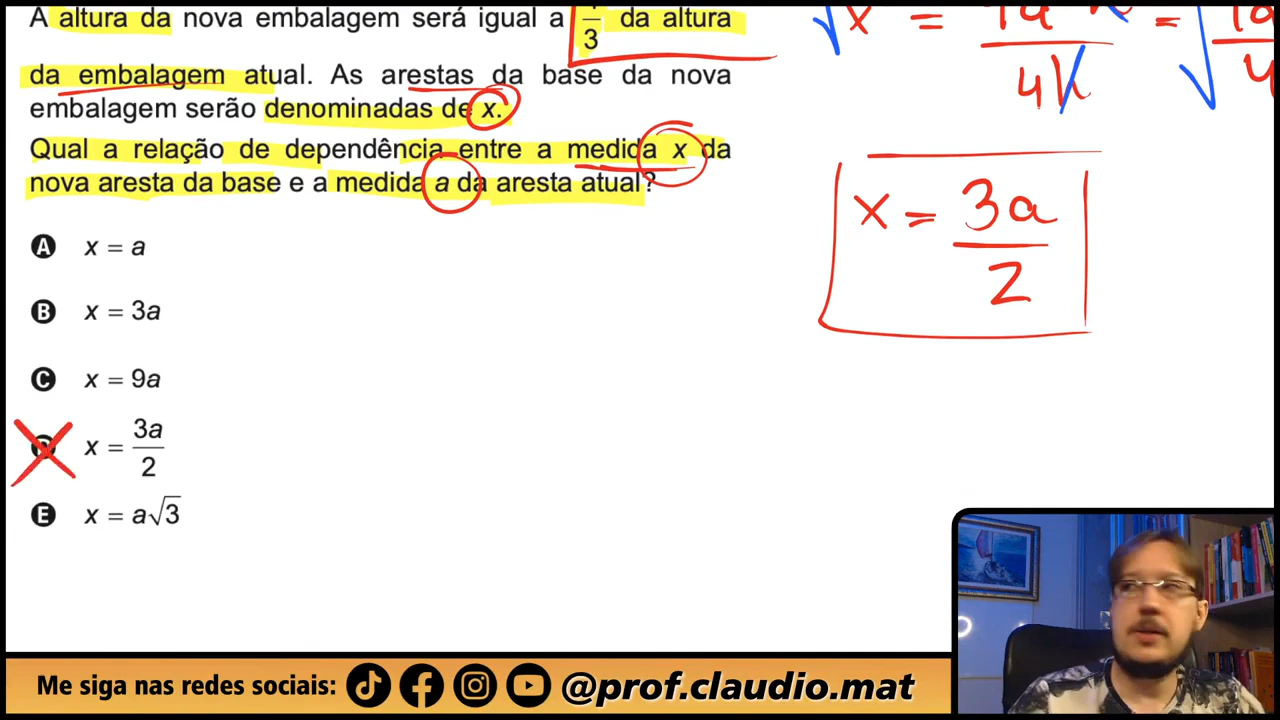 A altura da nova embalagem será igual a 4/3 da altura
da embalagem atual. As arestas da base da nova
embalagem serão denominadas de x.
Qual a relação de dependência entre a medida x da
nova aresta da base e a medida a da aresta atual?
A x = a
B x = 3a
C x = 9a
x = 3a/2
E x = a√3
x =
4h
x = 3a/2
Me siga nas redes sociais: @prof.claudio.mat